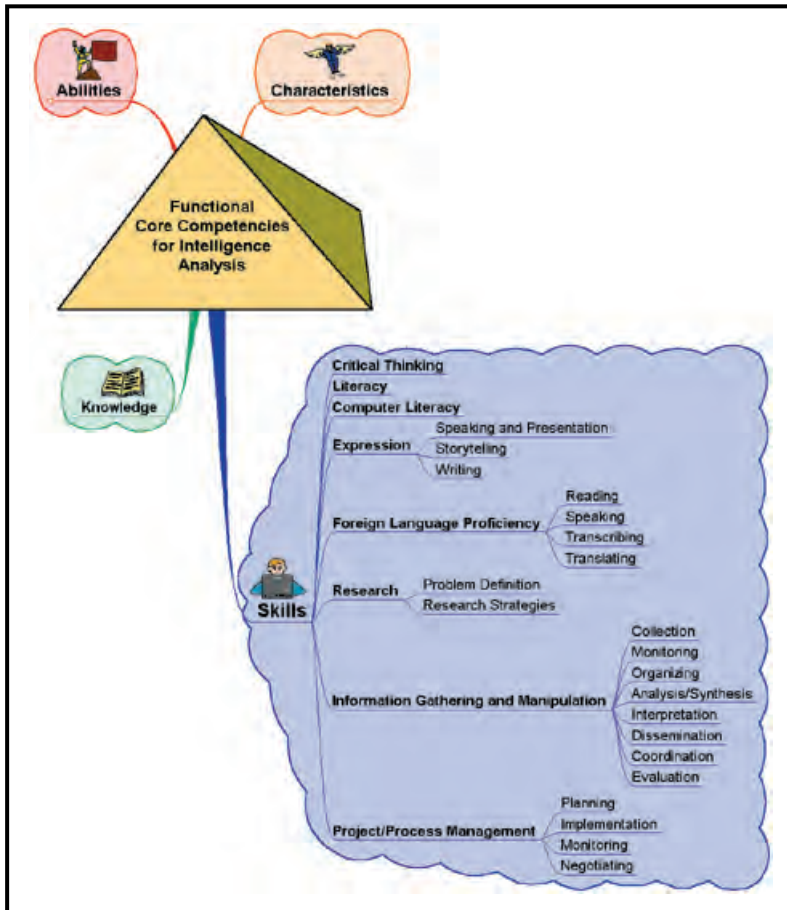 Abilities
Characteristics
Functional
Core Competencies
for Intelligence
Analysis
Knowledge
Skills
Critical Thinking
Literacy
Computer Literacy
Expression
Speaking and Presentation
Storytelling
Writing
Foreign Language Proficiency
Reading
Speaking
Transcribing
Translating
Research
Problem Definition
Research Strategies
Information Gathering and Manipulation
Collection
Monitoring
Organizing
Analysis/Synthesis
Interpretation
Dissemination
Coordination
Evaluation
Project/Process Management
Planning
Implementation
Monitoring
Negotiating